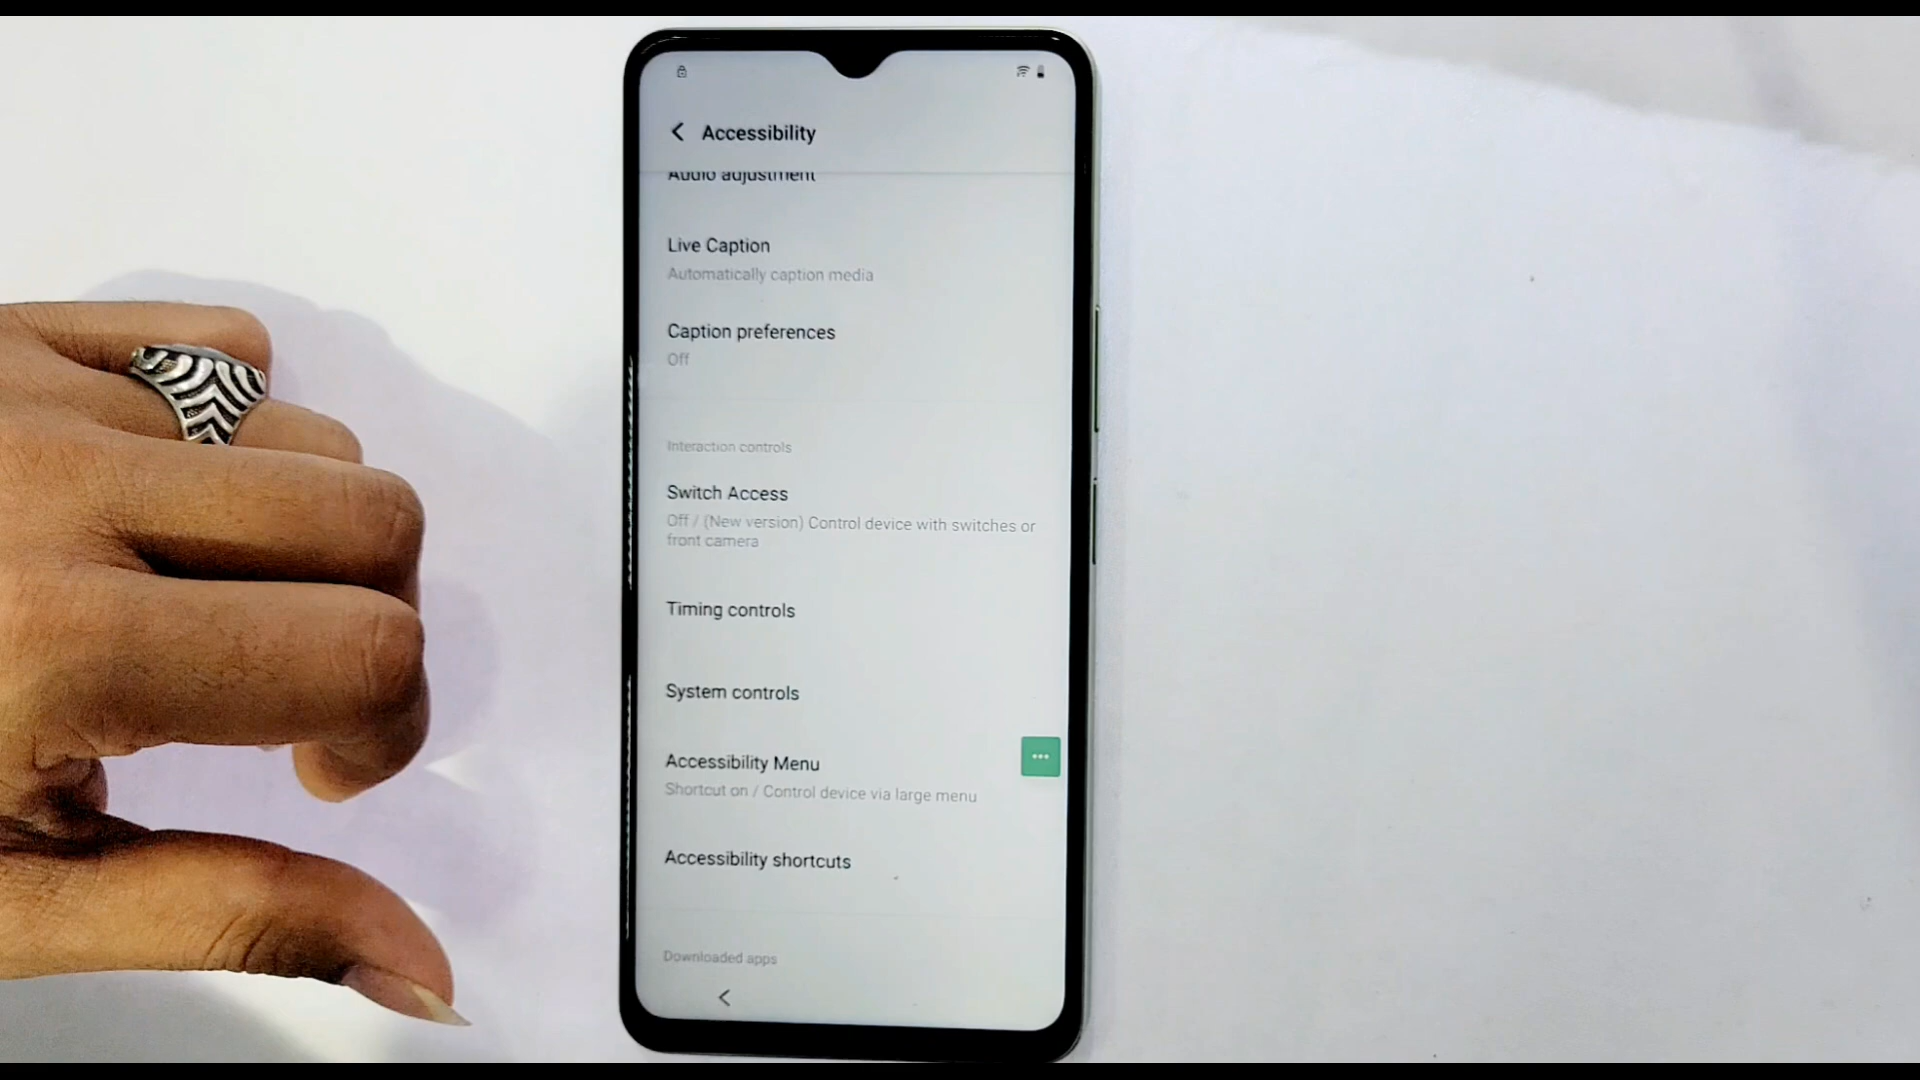 Accessibility
Audio adjustment
Live Caption
Automatically caption media
Caption preferences
Off
Interaction controls
Switch Access
Off / (New version) Control device with switches or
front camera
Timing controls
System controls
Accessibility Menu
Shortcut on / Control device via large menu
Accessibility shortcuts
Downloaded apps